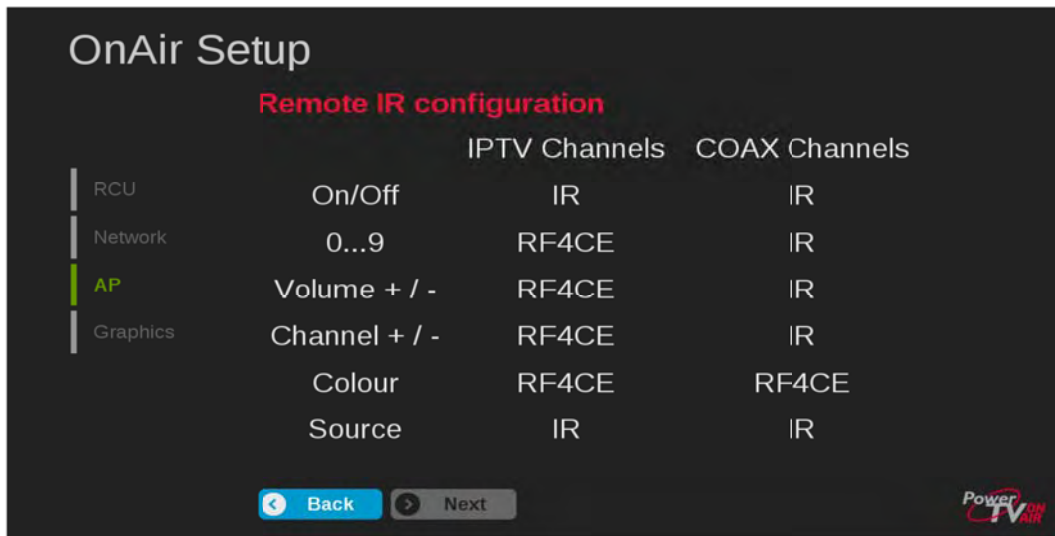 OnAir Setup
Remote IR configuration
IPTV Channels COAX Channels
RCU
On/Off IR IR
Network
0...9 RF4CE IR
AP
Volume + / - RF4CE IR
Graphics
Channel + / - RF4CE IR
Colour RF4CE RF4CE
Source IR IR
Back Next
Power TV ON AIR